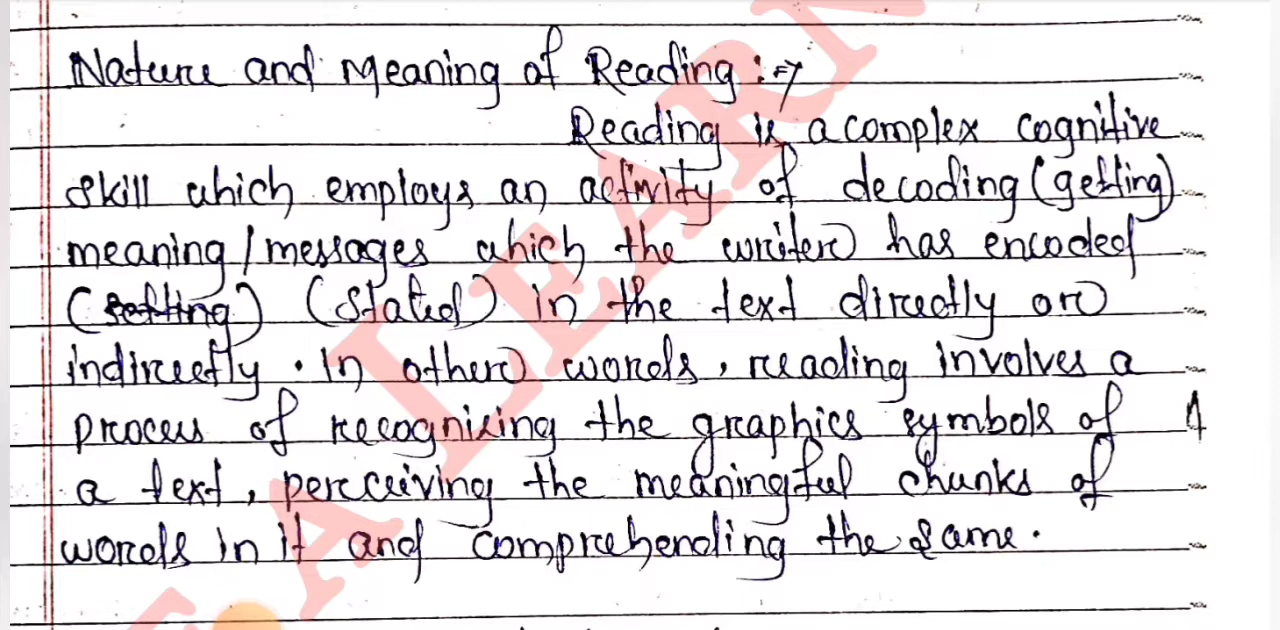 Nature and Meaning of Reading :→
Reading is a complex cognitive
skill which employs an activity of decoding (getting)
meaning / messages which the writer has encoded
(setting) (stated) in the text directly or
indirectly. In other words, reading involves a
process of recognizing the graphics symbols of
a text, perceiving the meaningful chunks of
words in it and comprehending the same.
LEARN